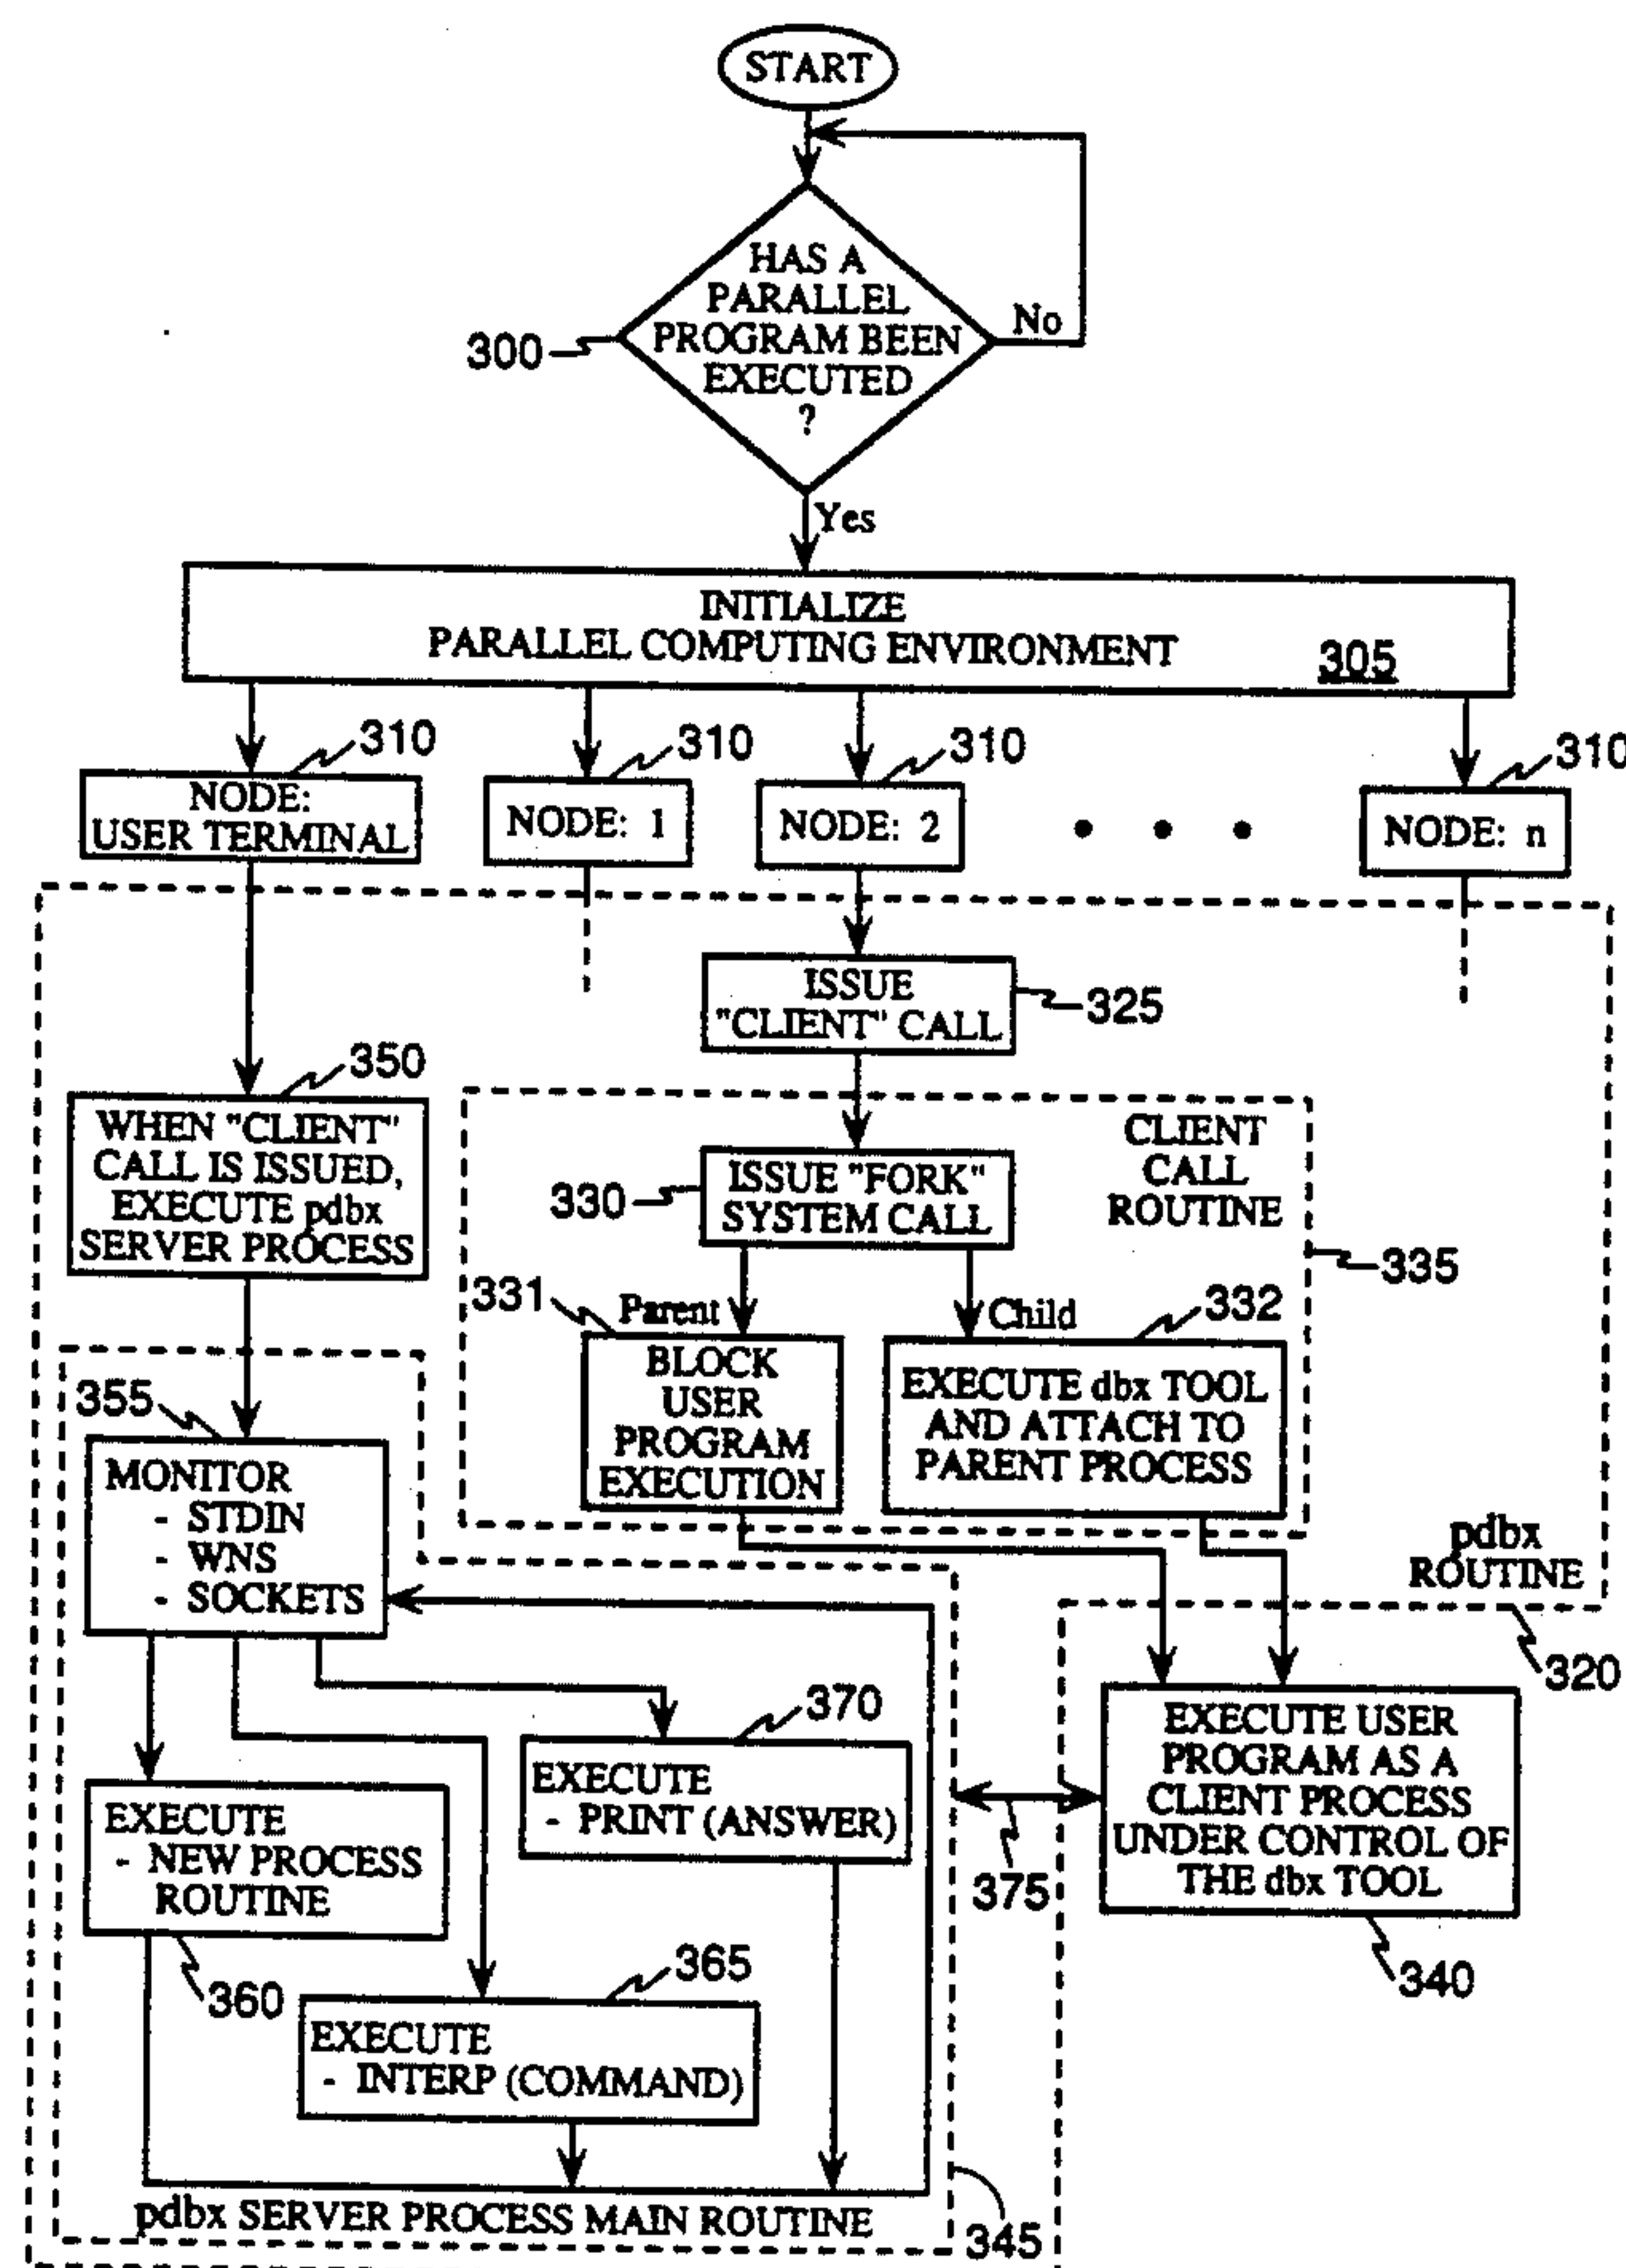 START
HAS A
PARALLEL
PROGRAM BEEN
EXECUTED
?
No
300
Yes
INITIALIZE
PARALLEL COMPUTING ENVIRONMENT
305
310
310
310
310
NODE:
USER TERMINAL
NODE: 1
NODE: 2
NODE: n
ISSUE
"CLIENT" CALL
325
350
WHEN "CLIENT"
CALL IS ISSUED,
EXECUTE pdbx
SERVER PROCESS
CLIENT
CALL
ROUTINE
330
ISSUE "FORK"
SYSTEM CALL
335
331
Parent
Child
332
BLOCK
USER
PROGRAM
EXECUTION
EXECUTE dbx TOOL
AND ATTACH TO
PARENT PROCESS
355
MONITOR
- STDIN
- WNS
- SOCKETS
pdbx
ROUTINE
320
370
EXECUTE
- PRINT (ANSWER)
EXECUTE
- NEW PROCESS
ROUTINE
360
375
EXECUTE USER
PROGRAM AS A
CLIENT PROCESS
UNDER CONTROL OF
THE dbx TOOL
340
365
EXECUTE
- INTERP (COMMAND)
pdbx SERVER PROCESS MAIN ROUTINE
345